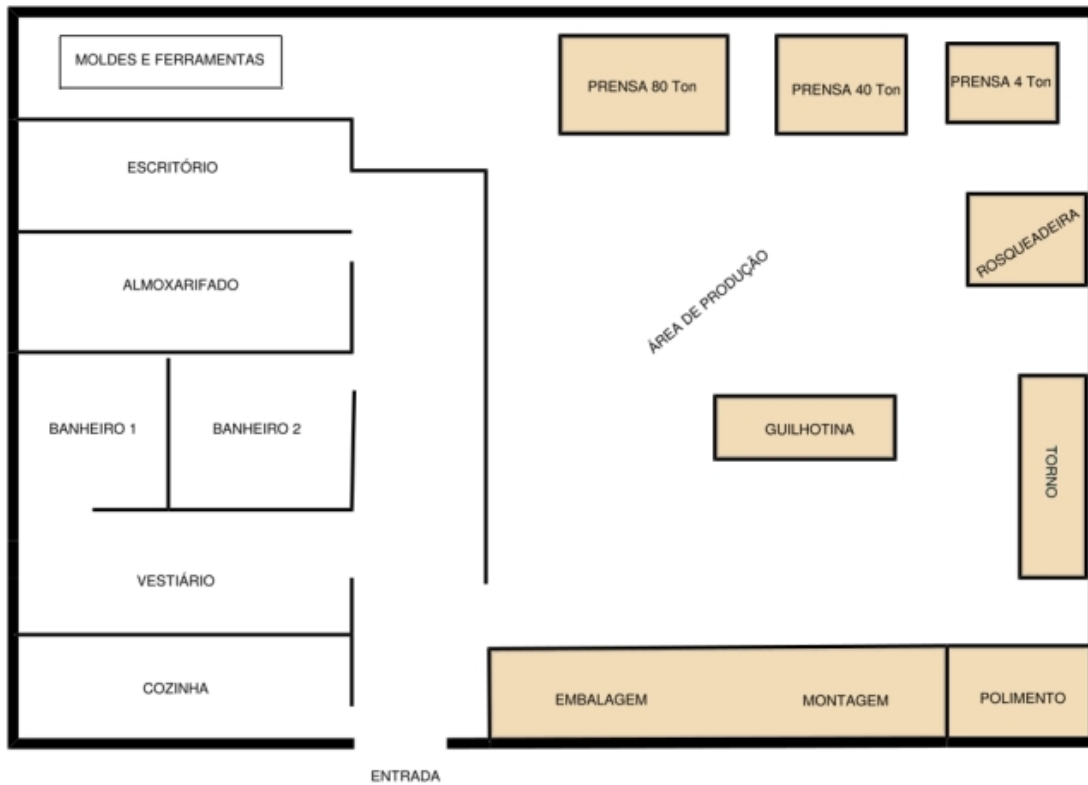 MOLDES E FERRAMENTAS
PRENSA 80 Ton
PRENSA 40 Ton
PRENSA 4 Ton
ESCRITÓRIO
ROSQUEADEIRA
ALMOXARIFADO
ÁREA DE PRODUÇÃO
BANHEIRO 1
BANHEIRO 2
GUILHOTINA
TORNO
VESTIÁRIO
COZINHA
EMBALAGEM
MONTAGEM
POLIMENTO
ENTRADA